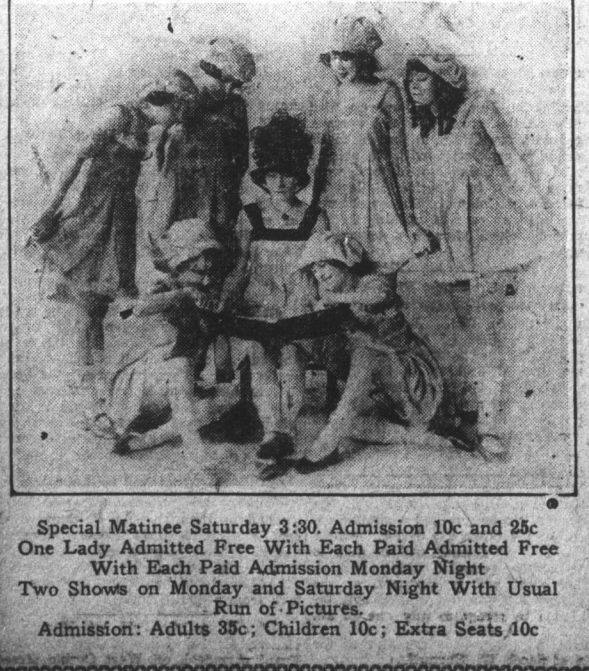 Special Matinee Saturday 3:30. Admission 10c and 25c
One Lady Admitted Free With Each Paid Admitted Free
With Each Paid Admission Monday Night
Two Shows on Monday and Saturday Night With Usual
Run of Pictures.
Admission: Adults 35c; Children 10c; Extra Seats 10c